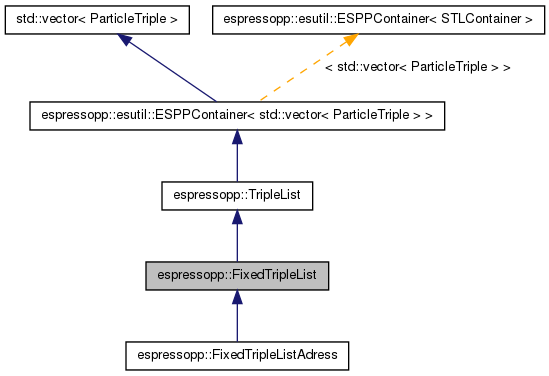 std::vector< ParticleTriple >
espressopp::esutil::ESPPContainer< STLContainer >
< std::vector< ParticleTriple > >
espressopp::esutil::ESPPContainer< std::vector< ParticleTriple > >
espressopp::TripleList
espressopp::FixedTripleList
espressopp::FixedTripleListAdress